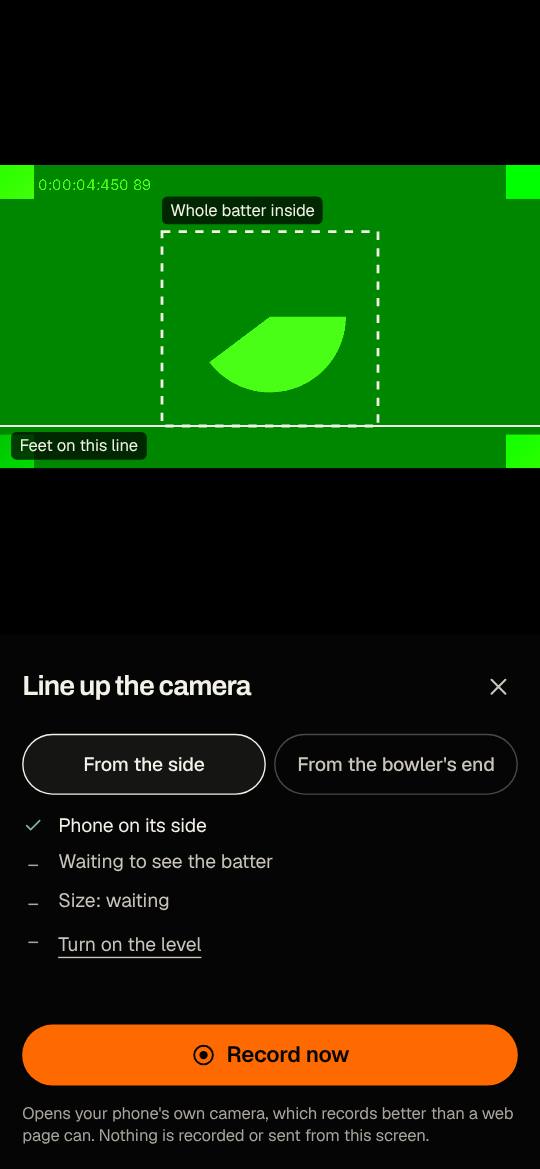 0:00:04:450 89
Whole batter inside
Feet on this line
Line up the camera
From the side
From the bowler's end
Phone on its side
Waiting to see the batter
Size: waiting
Turn on the level
Record now
Opens your phone's own camera, which records better than a web
page can. Nothing is recorded or sent from this screen.